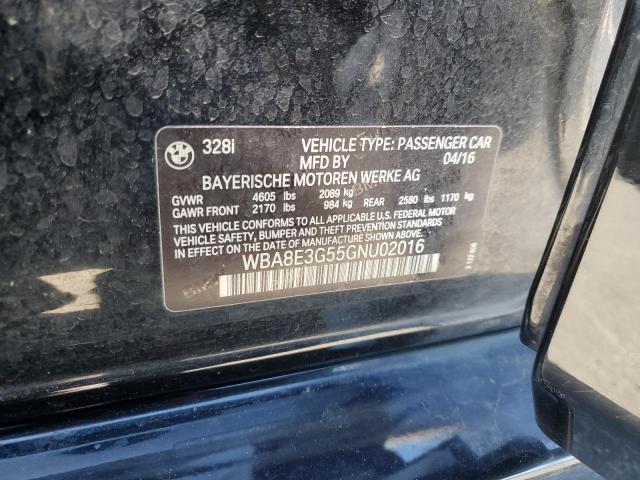 BMW
328i VEHICLE TYPE: PASSENGER CAR
MFD BY 04/16
BAYERISCHE MOTOREN WERKE AG
GVWR 4605 lbs 2089 kg
GAWR FRONT 2170 lbs 984 kg REAR 2580 lbs 1170 kg
THIS VEHICLE CONFORMS TO ALL APPLICABLE U.S. FEDERAL MOTOR
VEHICLE SAFETY, BUMPER AND THEFT PREVENTION STANDARDS
IN EFFECT ON THE DATE OF MANUFACTURE SHOWN ABOVE.
WBA8E3G55GNU02016